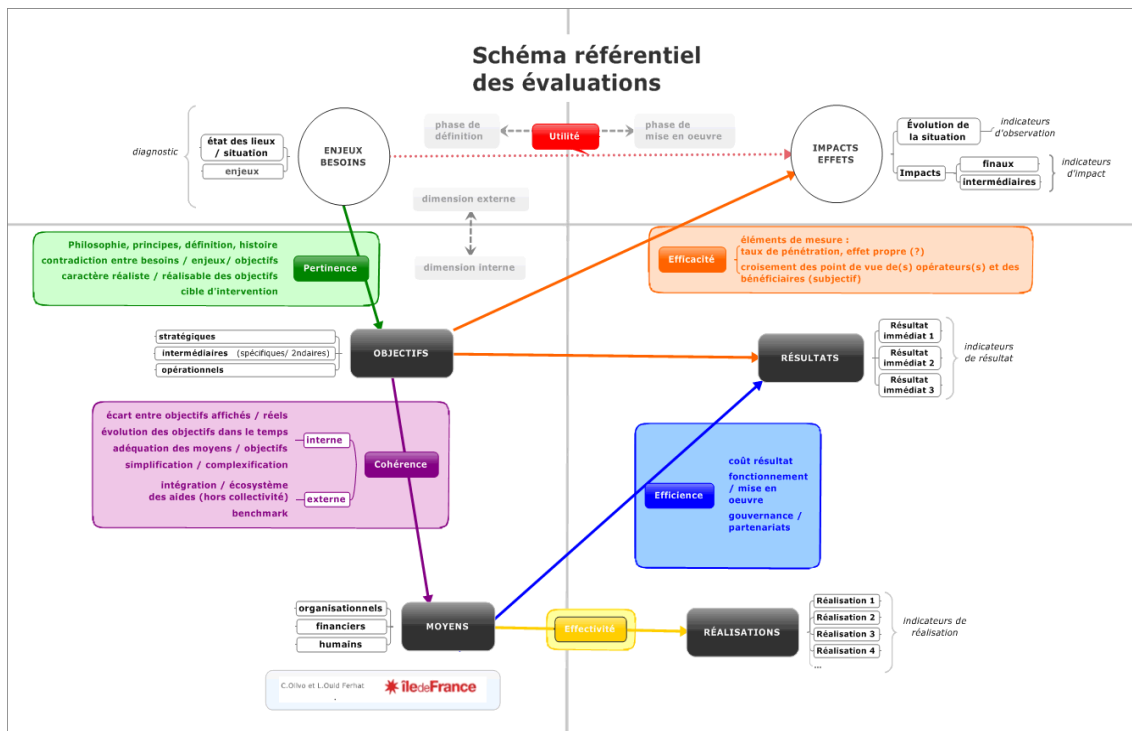 Schéma référentiel
des évaluations
diagnostic
état des lieux
/ situation
enjeux
ENJEUX
BESOINS
phase de
définition
Utilité
phase de
mise en oeuvre
IMPACTS
EFFETS
Évolution de
la situation
indicateurs
d'observation
Impacts
finaux
intermédiaires
indicateurs
d'impact
dimension externe
dimension interne
Philosophie, principes, définition, histoire
contradiction entre besoins / enjeux/ objectifs
caractère réaliste / réalisable des objectifs
cible d'intervention
Pertinence
Efficacité
éléments de mesure :
taux de pénétration, effet propre (?)
croisement des point de vue de(s) opérateurs(s) et des
bénéficiaires (subjectif)
stratégiques
intermédiaires (spécifiques/ 2ndaires)
opérationnels
OBJECTIFS
RÉSULTATS
Résultat
immédiat 1
Résultat
immédiat 2
Résultat
immédiat 3
indicateurs
de résultat
écart entre objectifs affichés / réels
évolution des objectifs dans le temps
adéquation des moyens / objectifs
simplification / complexification
interne
intégration / écosystème
des aides (hors collectivité)
benchmark
externe
Cohérence
Efficience
coût résultat
fonctionnement
/ mise en
oeuvre
gouvernance /
partenariats
organisationnels
financiers
humains
MOYENS
Effectivité
RÉALISATIONS
Réalisation 1
Réalisation 2
Réalisation 3
Réalisation 4
...
indicateurs de
réalisation
C.Olivo et L.Ould Ferhat
.
île de France